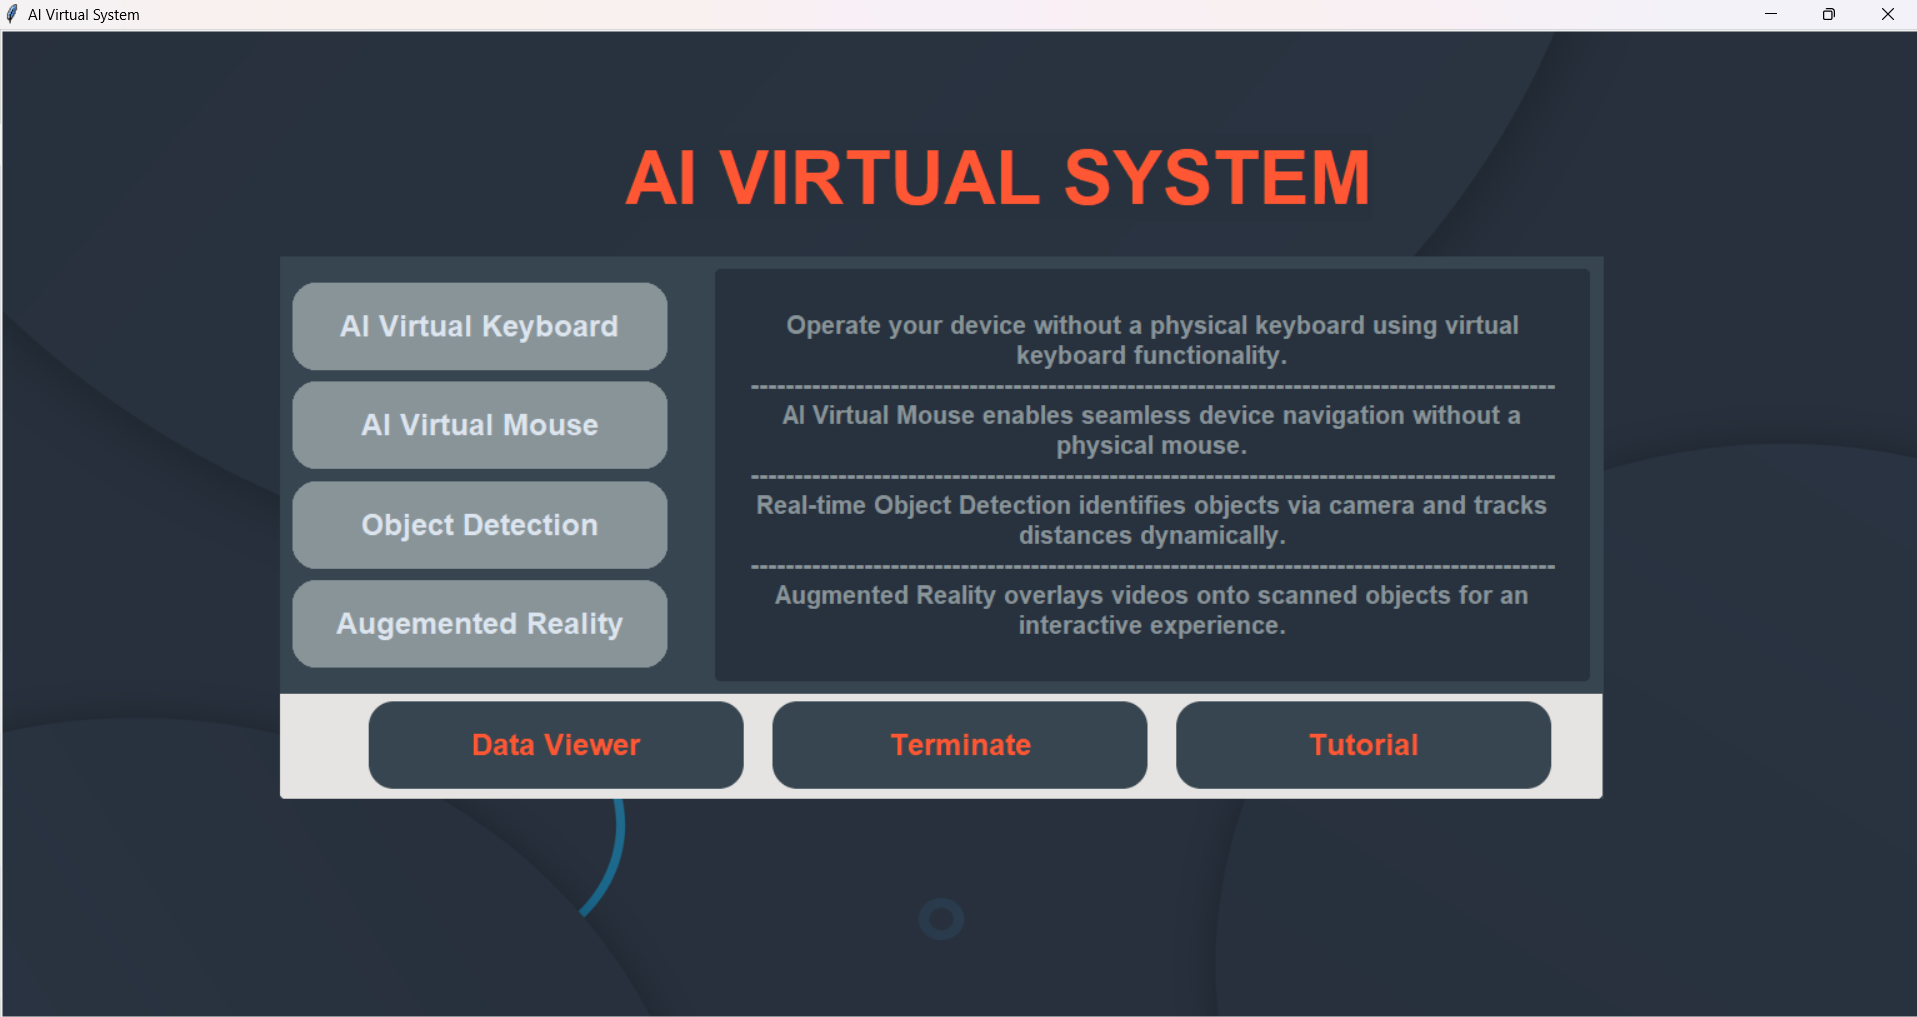 AI Virtual System
AI VIRTUAL SYSTEM
AI Virtual Keyboard
AI Virtual Mouse
Object Detection
Augemented Reality
Operate your device without a physical keyboard using virtual
keyboard functionality.
--------------------------------------------------------------------------------------------
AI Virtual Mouse enables seamless device navigation without a
physical mouse.
--------------------------------------------------------------------------------------------
Real-time Object Detection identifies objects via camera and tracks
distances dynamically.
--------------------------------------------------------------------------------------------
Augmented Reality overlays videos onto scanned objects for an
interactive experience.
Data Viewer
Terminate
Tutorial